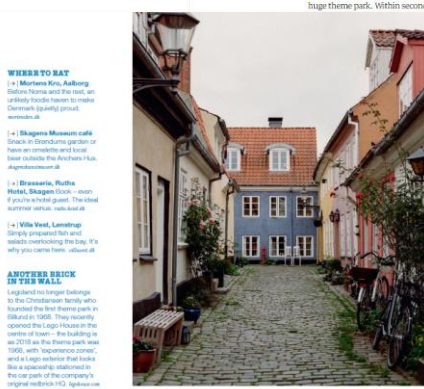 huge theme park. Within second
WHERE TO EAT
[→] Mortens Kro, Aalborg
Before Noma and the rest, an
unlikely foodie haven to make
Denmark (quietly) proud.
[→] Skagens Museum café
Snack in Brøndums garden or
have an omelette and local
beer outside the Anchers Hus.
[→] Brasserie, Ruths
Hotel, Skagen Book – even
if you're a hotel guest. The ideal
summer venue.
[→] Villa Vest, Lønstrup
Simply prepared fish and
salads overlooking the bay. It's
why you came here. villavest.dk
ANOTHER BRICK
IN THE WALL
Legoland no longer belongs
to the Christiansen family who
founded the first theme park in
Billund in 1968. They recently
opened the Lego House in the
centre of town – the building is
as 2018 as the theme park was
1968, with 'experience zones',
and a Lego exterior that looks
like a spaceship stationed in
the car park of the company's
original redbrick HQ. legohouse.com